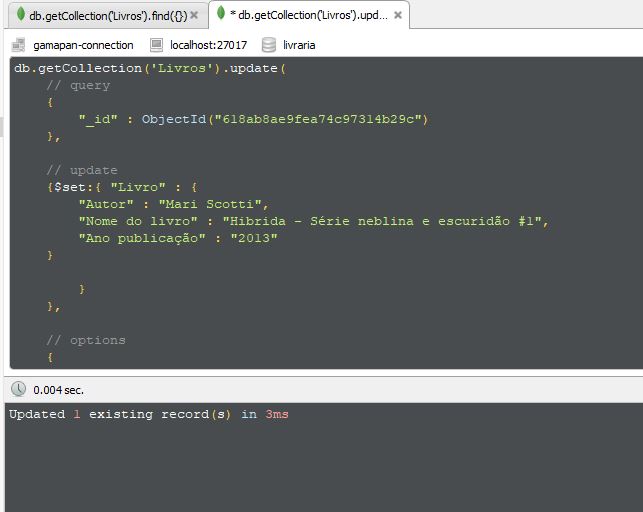 db.getCollection('Livros').find({}) * db.getCollection('Livros').upd...
gamapan-connection localhost:27017 livraria
db.getCollection('Livros').update(
// query
{
"_id" : ObjectId("618ab8ae9fea74c97314b29c")
},
// update
{$set:{ "Livro" : {
"Autor" : "Mari Scotti",
"Nome do livro" : "Hibrida - Série neblina e escuridão #1",
"Ano publicação" : "2013"
}
}
},
// options
{
0.004 sec.
Updated 1 existing record(s) in 3ms